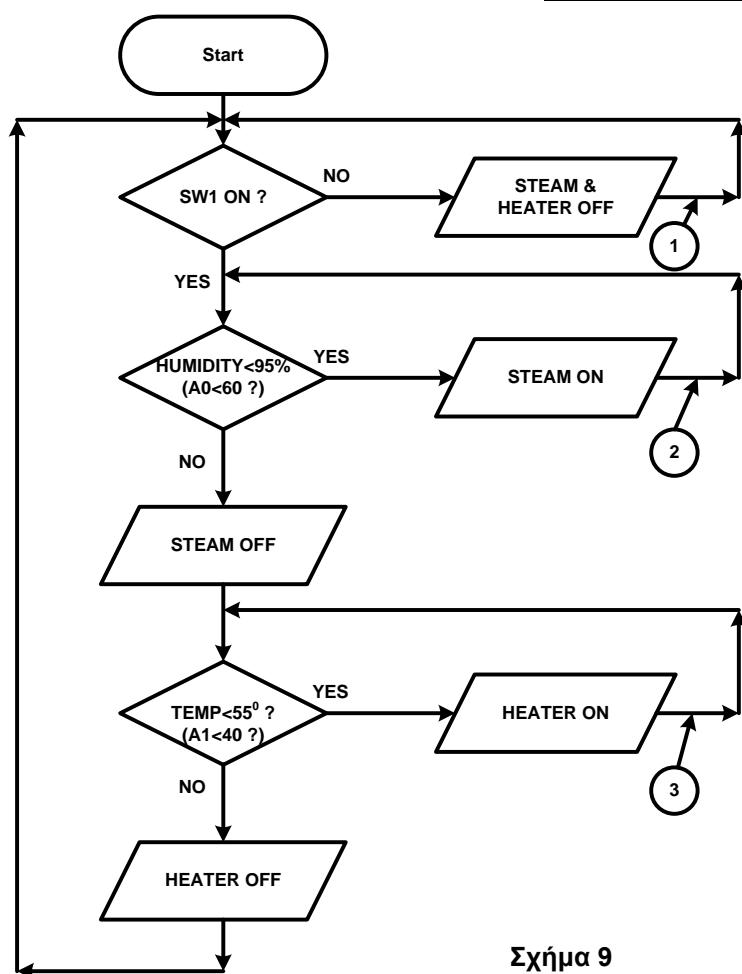 Start
SW1 ON ?
NO
STEAM &
HEATER OFF
1
YES
HUMIDITY<95%
(A0<60 ?)
YES
STEAM ON
2
NO
STEAM OFF
TEMP<55⁰ ?
(A1<40 ?)
YES
HEATER ON
3
NO
HEATER OFF
Σχήμα 9